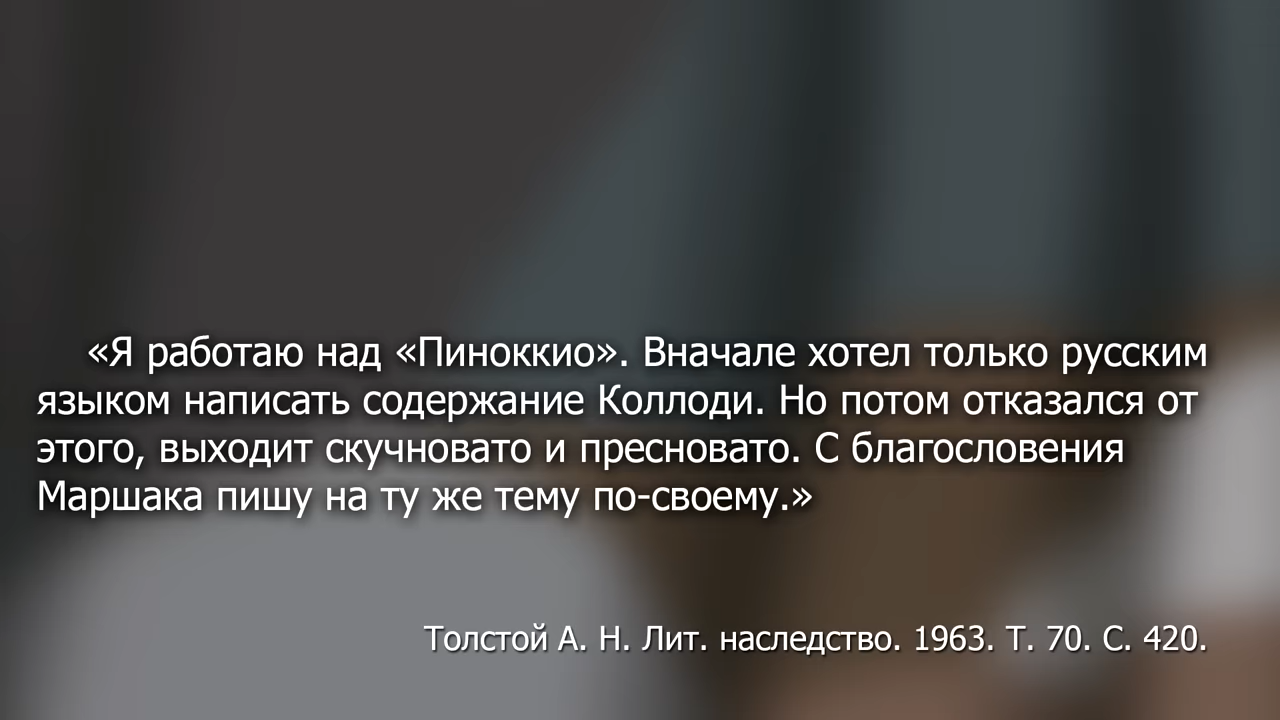 «Я работаю над «Пиноккио». Вначале хотел только русским
языком написать содержание Коллоди. Но потом отказался от
этого, выходит скучновато и пресновато. С благословения
Маршака пишу на ту же тему по-своему.»
Толстой А. Н. Лит. наследство. 1963. Т. 70. С. 420.